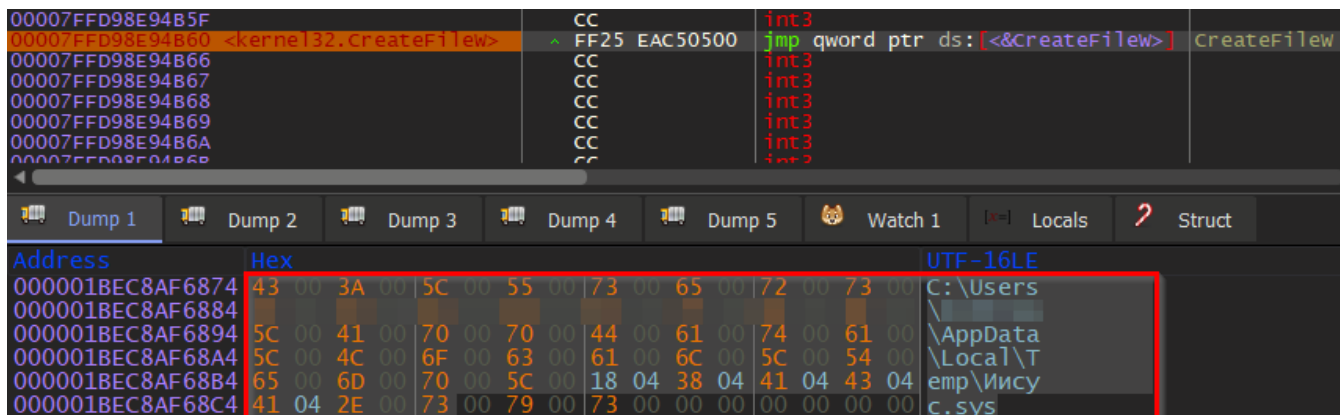 00007FFD98E94B5F CC int3
00007FFD98E94B60 <kernel32.CreateFileW> ^ FF25 EAC50500 jmp qword ptr ds:[<&CreateFileW>] CreateFileW
00007FFD98E94B66 CC int3
00007FFD98E94B67 CC int3
00007FFD98E94B68 CC int3
00007FFD98E94B69 CC int3
00007FFD98E94B6A CC int3
00007FFD98E94B6B CC int3
Dump 1 Dump 2 Dump 3 Dump 4 Dump 5 Watch 1 [x=] Locals Struct
Address Hex UTF-16LE
000001BEC8AF6874 43 00 3A 00 5C 00 55 00 73 00 65 00 72 00 73 00 C:\Users
000001BEC8AF6884 \
000001BEC8AF6894 5C 00 41 00 70 00 70 00 44 00 61 00 74 00 61 00 \AppData
000001BEC8AF68A4 5C 00 4C 00 6F 00 63 00 61 00 6C 00 5C 00 54 00 \Local\T
000001BEC8AF68B4 65 00 6D 00 70 00 5C 00 18 04 38 04 41 04 43 04 emp\Иису
000001BEC8AF68C4 41 04 2E 00 73 00 79 00 73 00 00 00 00 00 00 00 с.sys